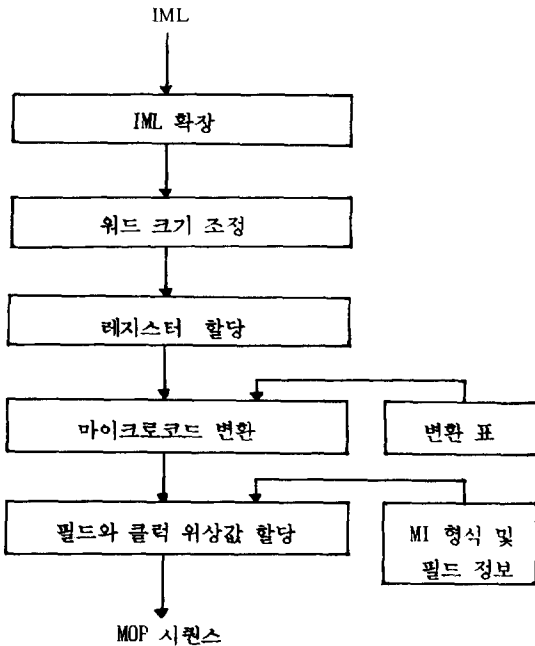 IML
IML 확장
워드 크기 조정
레지스터 할당
마이크로코드 변환
변환 표
필드와 클럭 위상값 할당
MI 형식 및
필드 정보
MOP 시퀀스